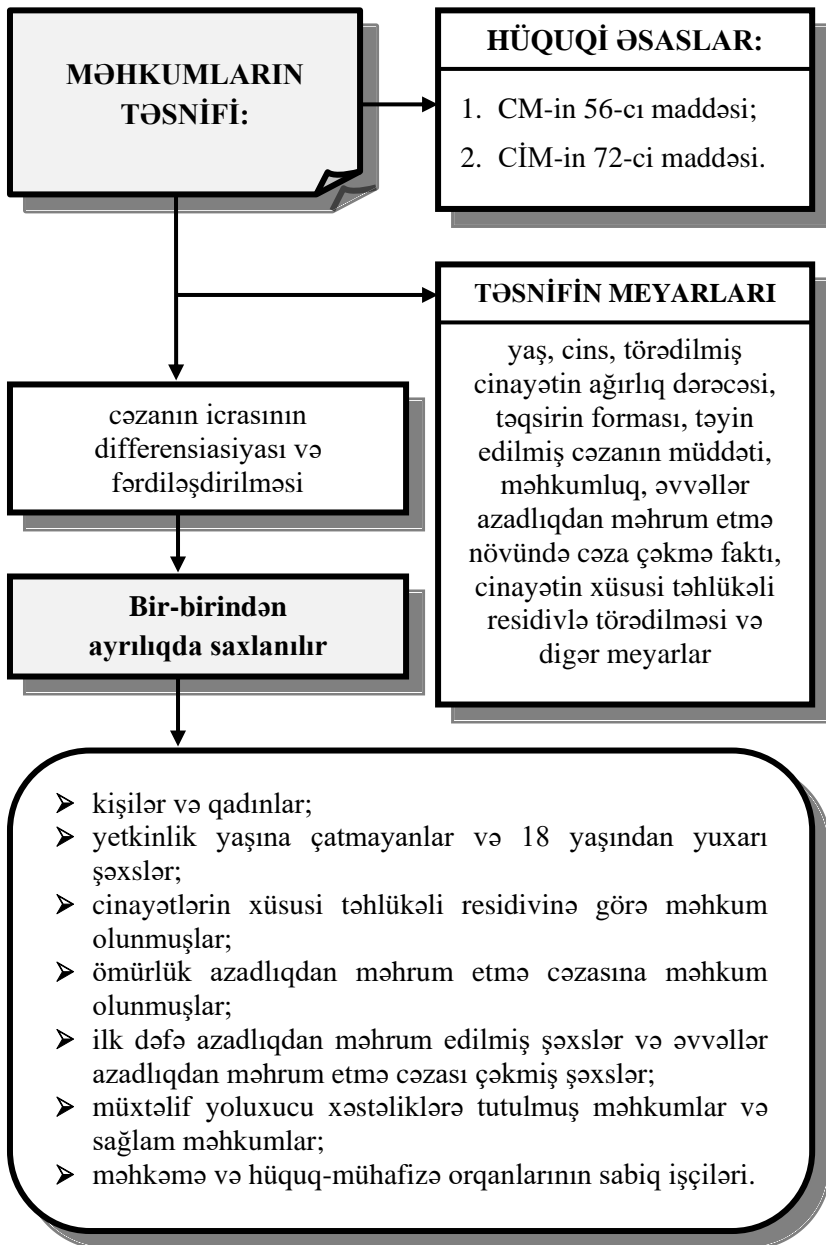 MƏHKUMLARIN
TƏSNİFİ:
HÜQUQİ ƏSASLAR:
1. CM-in 56-cı maddəsi;
2. CİM-in 72-ci maddəsi.
TƏSNİFİN MEYARLARI
yaş, cins, törədilmiş
cinayətin ağırlıq dərəcəsi,
təqsirin forması, təyin
edilmiş cəzanın müddəti,
məhkumluq, əvvəllər
azadlıqdan məhrum etmə
növündə cəza çəkmə faktı,
cinayətin xüsusi təhlükəli
residivlə törədilməsi və
digər meyarlar
cəzanın icrasının
differensiasiyası və
fərdiləşdirilməsi
Bir-birindən
ayrılıqda saxlanılır
➢ kişilər və qadınlar;
➢ yetkinlik yaşına çatmayanlar və 18 yaşından yuxarı
şəxslər;
➢ cinayətlərin xüsusi təhlükəli residivinə görə məhkum
olunmuşlar;
➢ ömürlük azadlıqdan məhrum etmə cəzasına məhkum
olunmuşlar;
➢ ilk dəfə azadlıqdan məhrum edilmiş şəxslər və əvvəllər
azadlıqdan məhrum etmə cəzası çəkmiş şəxslər;
➢ müxtəlif yoluxucu xəstəliklərə tutulmuş məhkumlar və
sağlam məhkumlar;
➢ məhkəmə və hüquq-mühafizə orqanlarının sabiq işçiləri.